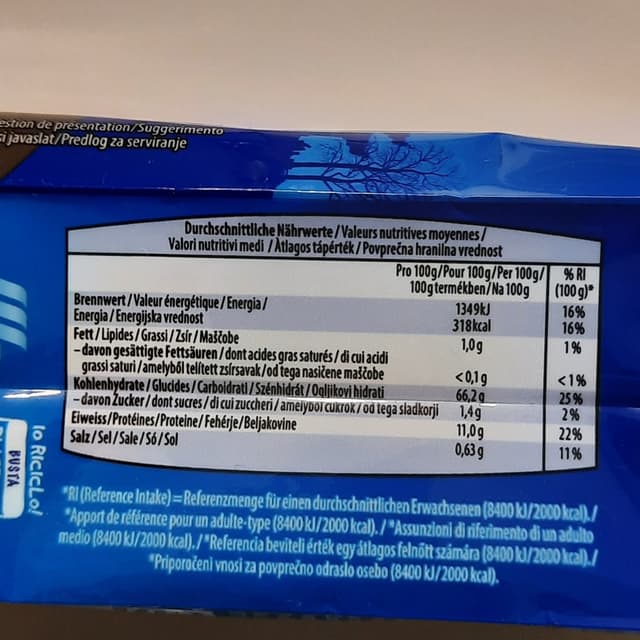 estion de présentation/Suggerimento
si javaslat/Predlog za serviranje
Durchschnittliche Nährwerte/Valeurs nutritives moyennes/
Valori nutritivi medi /Átlagos tápérték/Povprečna hranilna vrednost
Pro 100g/Pour 100g/Per 100g/ % RI
100g termékben/Na 100g (100g)*
Brennwert/Valeur énergétique/Energia/ 1349kJ 16%
Energia/Energijska vrednost 318kcal 16%
Fett/Lipides/Grassi/Zsír/Maščobe 1,0g 1%
–davon gesättigte Fettsäuren/dont acides gras saturés/di cui acidi
grassi saturi/amelyből telített zsírsavak/od tega nasičene maščobe <0,1g <1%
Kohlenhydrate/Glucides/Carboidrati/Szénhidrát/Ogljikovi hidrati 66,2g 25%
–davon Zucker/dont sucres/di cui zuccheri/amelyből cukrok/od tega sladkorji 1,4g 2%
Eiweiss/Protéines/Proteine/Fehérje/Beljakovine 11,0g 22%
Salz/Sel/Sale/Só/Sol 0,63g 11%
*RI (Reference Intake)=Referenzmenge für einen durchschnittlichen Erwachsenen (8400 kJ/2000 kcal)./
*Apport de référence pour un adulte-type (8400 kJ/2000 kcal)./*Assunzioni di riferimento di un adulto
medio (8400 kJ/2000 kcal)./*Referencia beviteli érték egy átlagos felnőtt számára (8400 kJ/2000 kcal)./
*Priporočeni vnosi za povprečno odraslo osebo (8400 kJ/2000 kcal).
Io RICICLO!
BUSTA